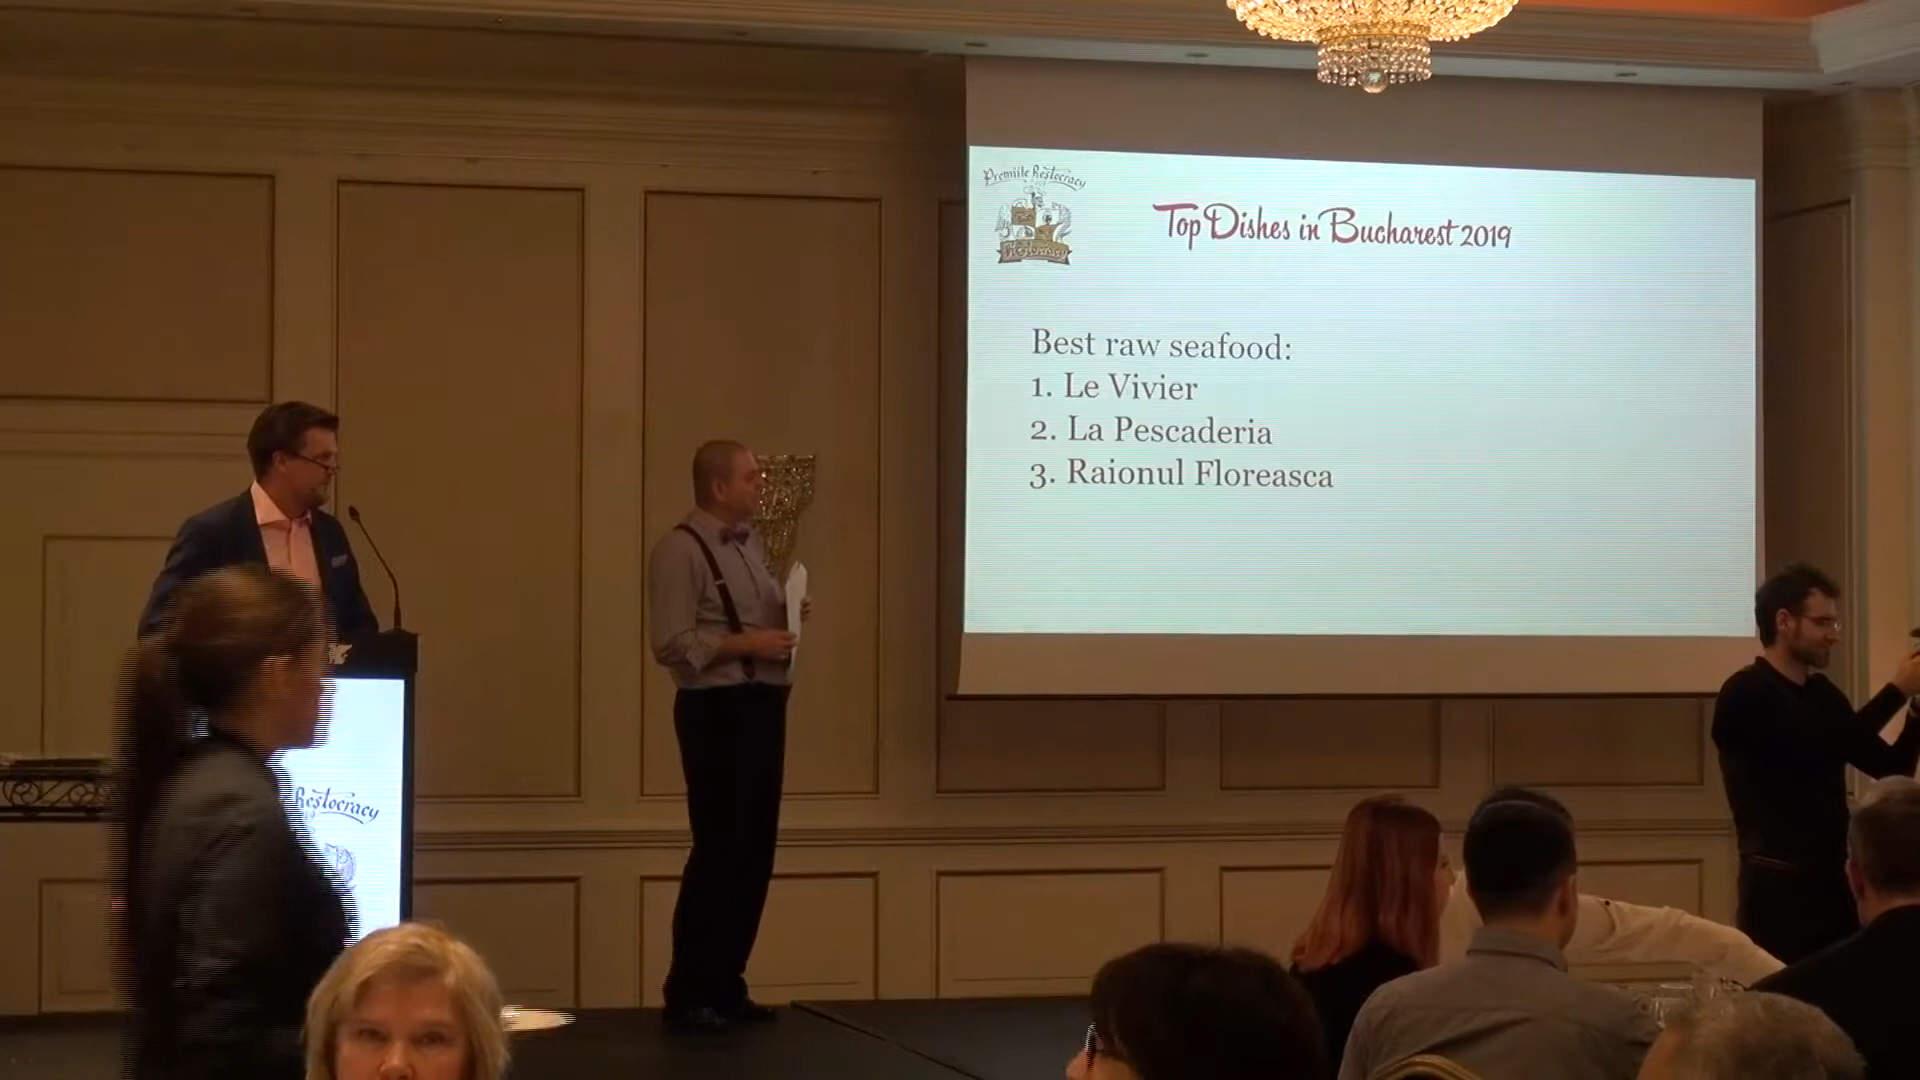 Premiile Restocracy
Restocracy
Top Dishes in Bucharest 2019
Best raw seafood:
1. Le Vivier
2. La Pescaderia
3. Raionul Floreasca
Restocracy